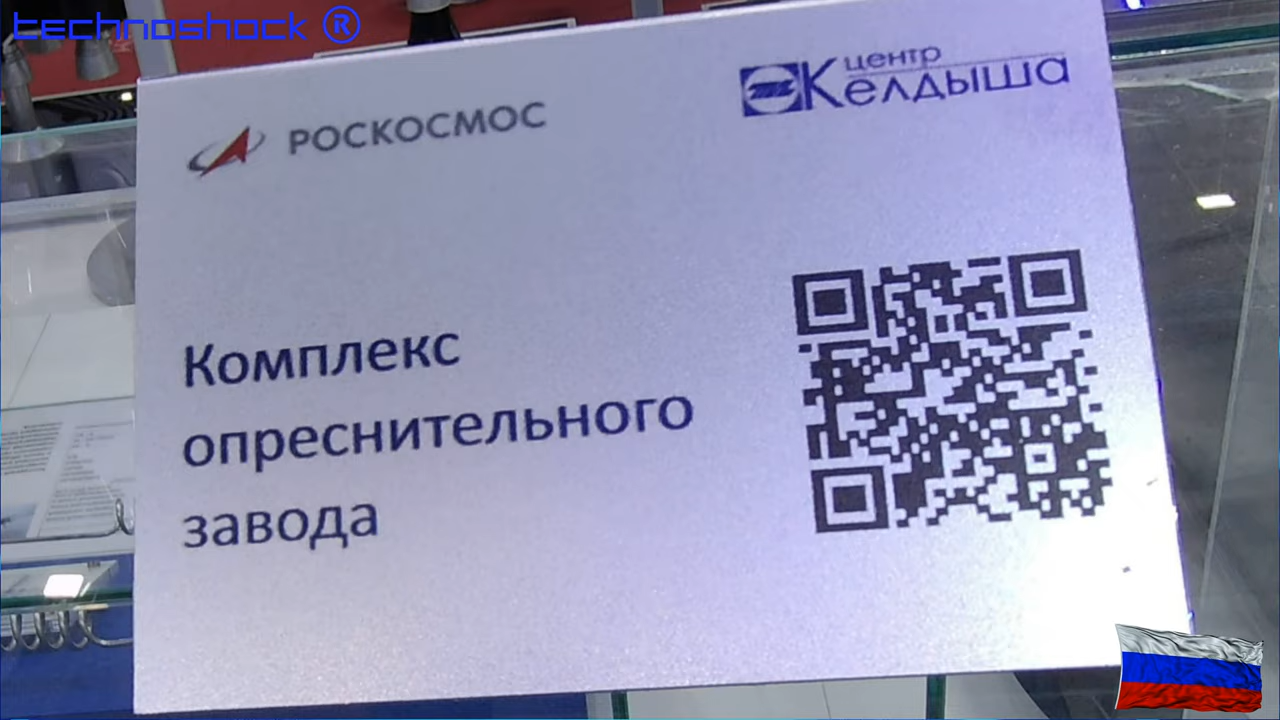 technoshock ®
РОСКОСМОС
центр
Келдыша
Комплекс
опреснительного
завода